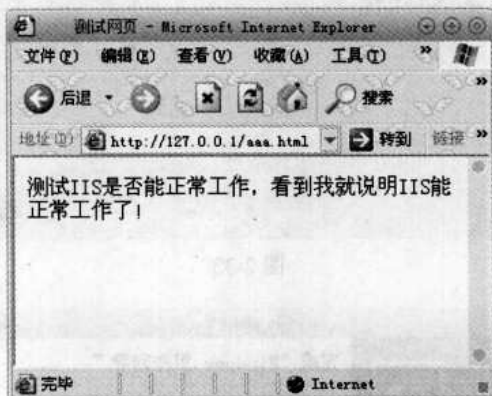 测试网页 - Microsoft Internet Explorer
文件(F) 编辑(E) 查看(V) 收藏(A) 工具(T) »
后退 搜索 »
地址(D) http://127.0.0.1/aaa.html 转到 链接 »
测试IIS是否能正常工作，看到我就说明IIS能
正常工作了!
完毕 Internet